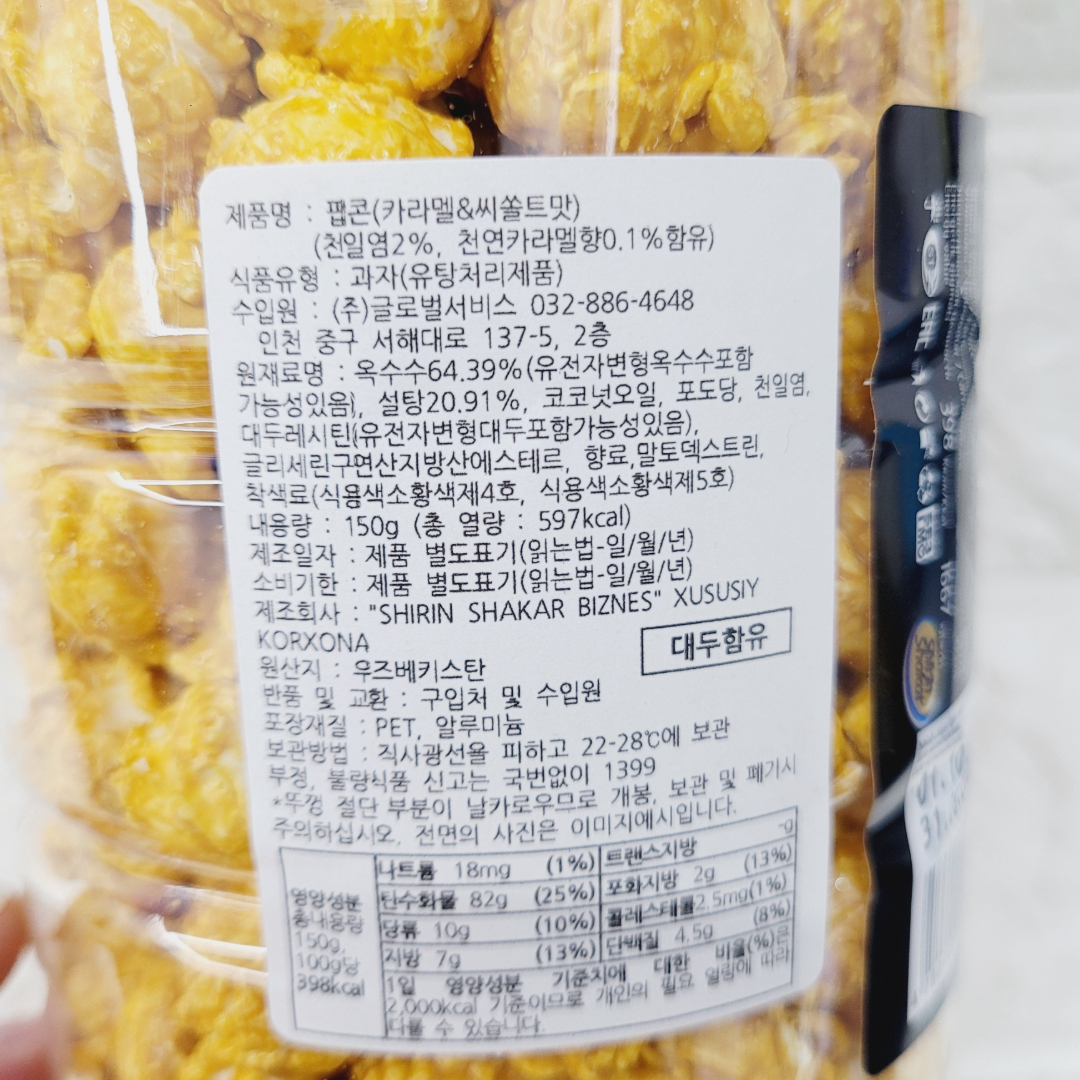 제품명 : 팝콘(카라멜&씨쏠트맛)
(천일염2%, 천연카라멜향0.1%함유)
식품유형 : 과자(유탕처리제품)
수입원 : (주)글로벌서비스 032-886-4648
인천 중구 서해대로 137-5, 2층
원재료명 : 옥수수64.39%(유전자변형옥수수포함
가능성있음), 설탕20.91%, 코코넛오일, 포도당, 천일염,
대두레시틴(유전자변형대두포함가능성있음),
글리세린구연산지방산에스테르, 향료,말토덱스트린,
착색료(식용색소황색제4호, 식용색소황색제5호)
내용량 : 150g (총 열량 : 597kcal)
제조일자 : 제품 별도표기(읽는법-일/월/년)
소비기한 : 제품 별도표기(읽는법-일/월/년)
제조회사 : "SHIRIN SHAKAR BIZNES" XUSUSIY
KORXONA
대두함유
원산지 : 우즈베키스탄
반품 및 교환 : 구입처 및 수입원
포장재질 : PET, 알루미늄
보관방법 : 직사광선을 피하고 22-28℃에 보관
부정, 불량식품 신고는 국번없이 1399
*뚜껑 절단 부분이 날카로우므로 개봉, 보관 및 폐기시
주의하십시오. 전면의 사진은 이미지예시입니다.
영양성분
총내용량
150g,
100g당
398kcal
나트륨 18mg (1%) 트랜스지방 -g
탄수화물 82g (25%) 포화지방 2g (13%)
당류 10g (10%) 콜레스테롤2.5mg(1%)
지방 7g (13%) 단백질 4.5g (8%)
1일 영양성분 기준치에 대한 비율(%)은
2,000kcal 기준이므로 개인의 필요 열량에 따라
다를 수 있습니다.
EAC
398
1667